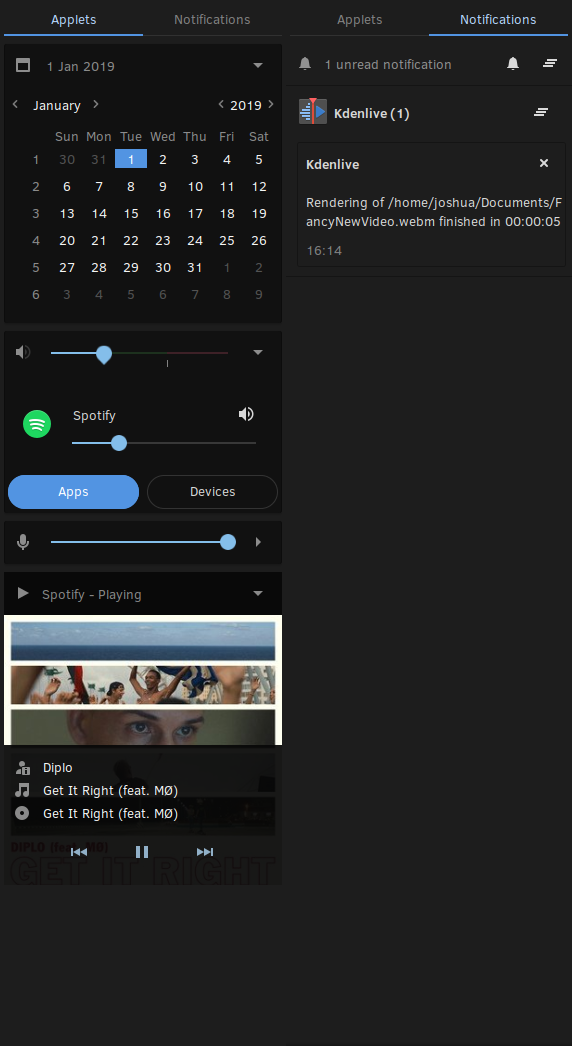 Applets
Notifications
1 Jan 2019
January
2019
Sun Mon Tue Wed Thu Fri Sat
1 30 31 1 2 3 4 5
2 6 7 8 9 10 11 12
3 13 14 15 16 17 18 19
4 20 21 22 23 24 25 26
5 27 28 29 30 31 1 2
6 3 4 5 6 7 8 9
Spotify
Apps
Devices
Spotify - Playing
Diplo
Get It Right (feat. MØ)
Get It Right (feat. MØ)
DIPLO (feat. MØ)
GET IT RIGHT
Applets
Notifications
1 unread notification
Kdenlive (1)
Kdenlive
Rendering of /home/joshua/Documents/F
ancyNewVideo.webm finished in 00:00:05
16:14